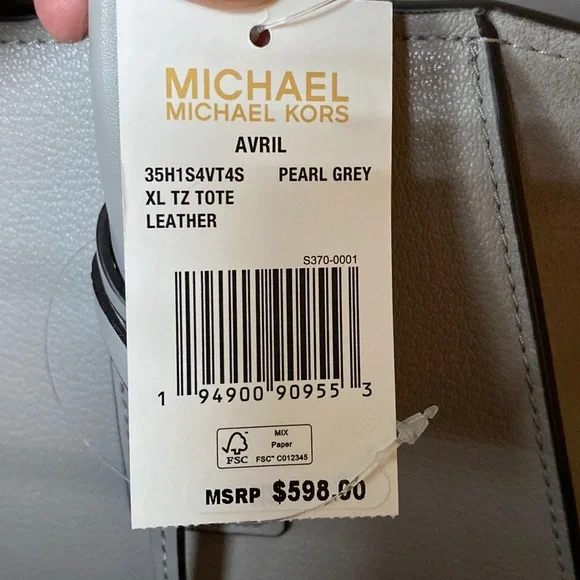 MICHAEL
MICHAEL KORS
AVRIL
35H1S4VT4S PEARL GREY
XL TZ TOTE
LEATHER
S370-0001
1 94900 90955 3
FSC
MIX
Paper
FSC™ C012345
MSRP $598.00